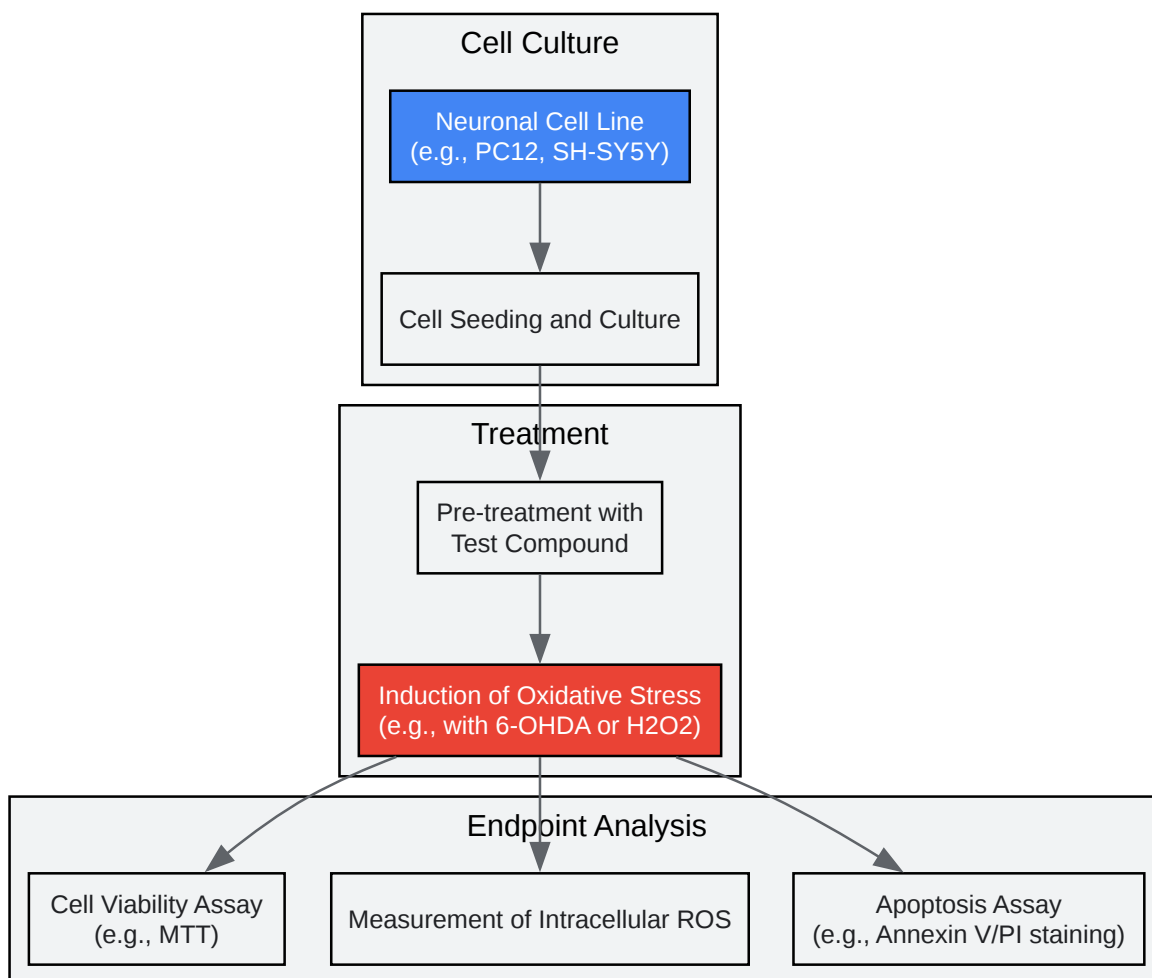 Cell Culture
Neuronal Cell Line
(e.g., PC12, SH-SY5Y)
Cell Seeding and Culture
Treatment
Pre-treatment with
Test Compound
Induction of Oxidative Stress
(e.g., with 6-OHDA or H2O2)
Endpoint Analysis
Cell Viability Assay
(e.g., MTT)
Measurement of Intracellular ROS
Apoptosis Assay
(e.g., Annexin V/PI staining)